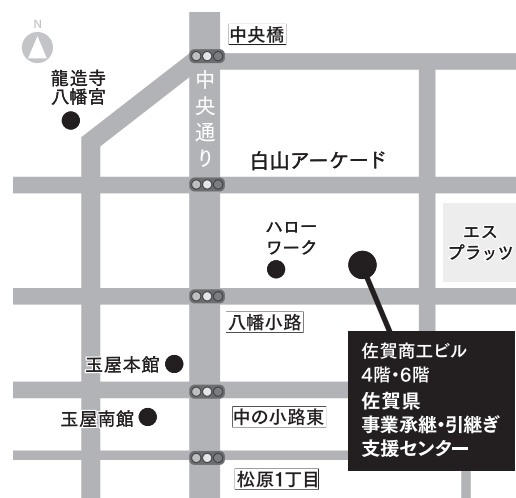 N
中央橋
龍造寺
八幡宮
中央通り
白山アーケード
ハロー
ワーク
エス
プラッツ
八幡小路
佐賀商工ビル
4階・6階
佐賀県
事業承継・引継ぎ
支援センター
玉屋本館
玉屋南館
中の小路東
松原1丁目